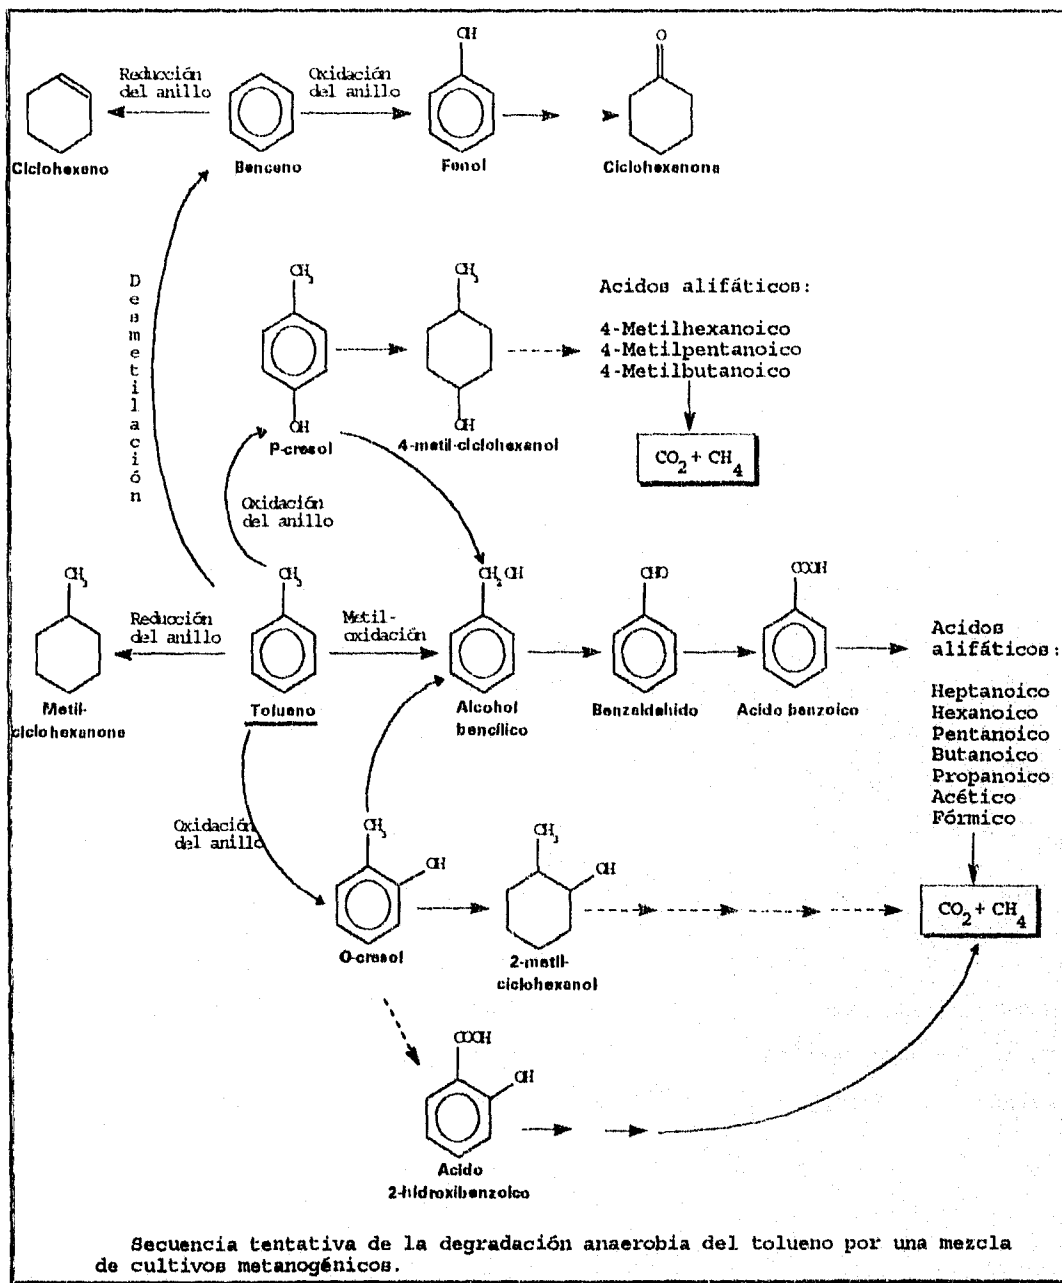 OH
O
Reducción
del anillo
Oxidación
del anillo
Ciclohexeno
Benceno
Fenol
Ciclohexanona
Desmetilación
CH3
OH
P-cresol
CH3
OH
4-metil-ciclohexanol
Acidos alifáticos:
4-Metilhexanoico
4-Metilpentanoico
4-Metilbutanoico
CO2 + CH4
Oxidación
del anillo
CH3
Reducción
del anillo
CH3
Metil-
oxidación
CH2OH
CHO
COOH
Metil-
ciclohexanona
Tolueno
Alcohol
bencílico
Benzaldehido
Acido benzoico
Acidos
alifáticos:
Heptanoico
Hexanoico
Pentanoico
Butanoico
Propanoico
Acético
Fórmico
CO2 + CH4
Oxidación
del anillo
CH3
OH
O-cresol
CH3
OH
2-metil-
ciclohexanol
COOH
OH
Acido
2-hidroxibenzoico
Secuencia tentativa de la degradación anaerobia del tolueno por una mezcla
de cultivos metanogénicos.